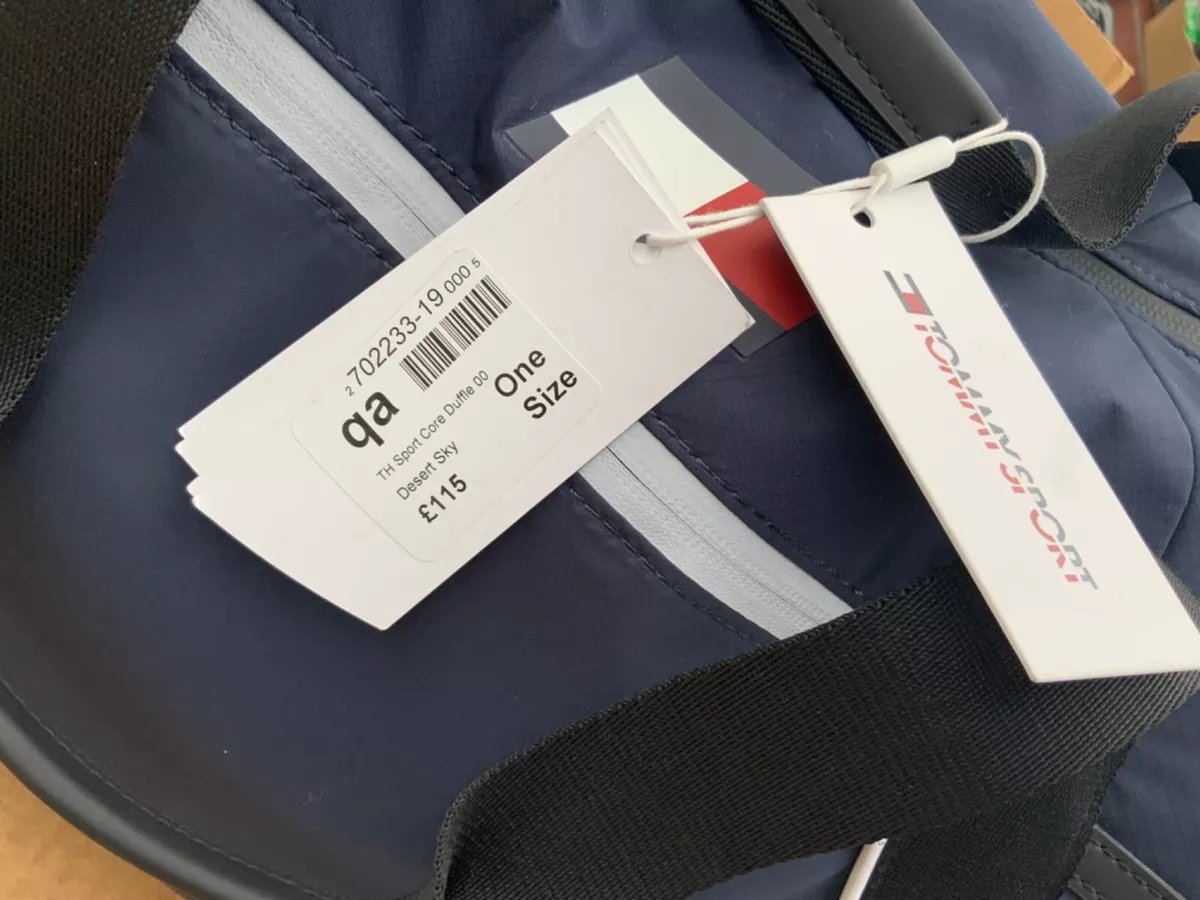 2 702233-19 000 5
qa
TH Sport Core Duffle 00
Desert Sky
£115
One
Size
TOMMY SPORT